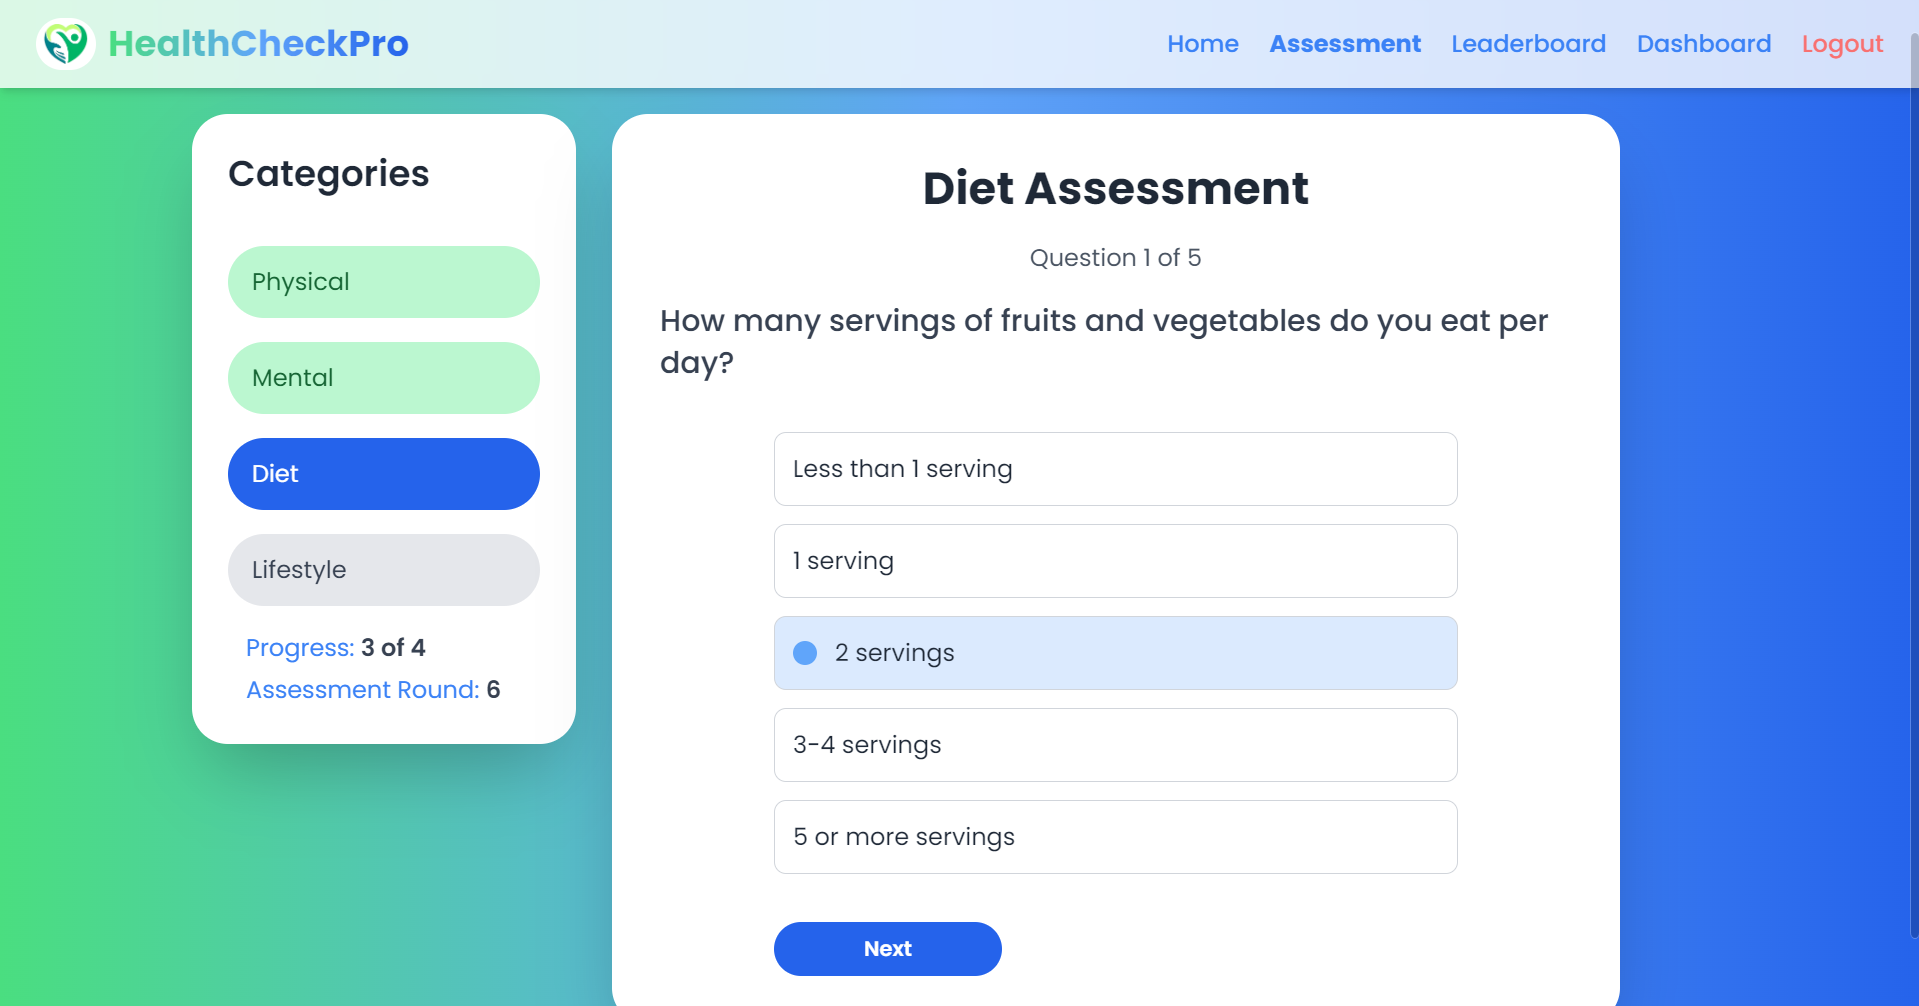 HealthCheckPro
Home Assessment Leaderboard Dashboard Logout
Categories
Physical
Mental
Diet
Lifestyle
Progress: 3 of 4
Assessment Round: 6
Diet Assessment
Question 1 of 5
How many servings of fruits and vegetables do you eat per
day?
Less than 1 serving
1 serving
2 servings
3-4 servings
5 or more servings
Next